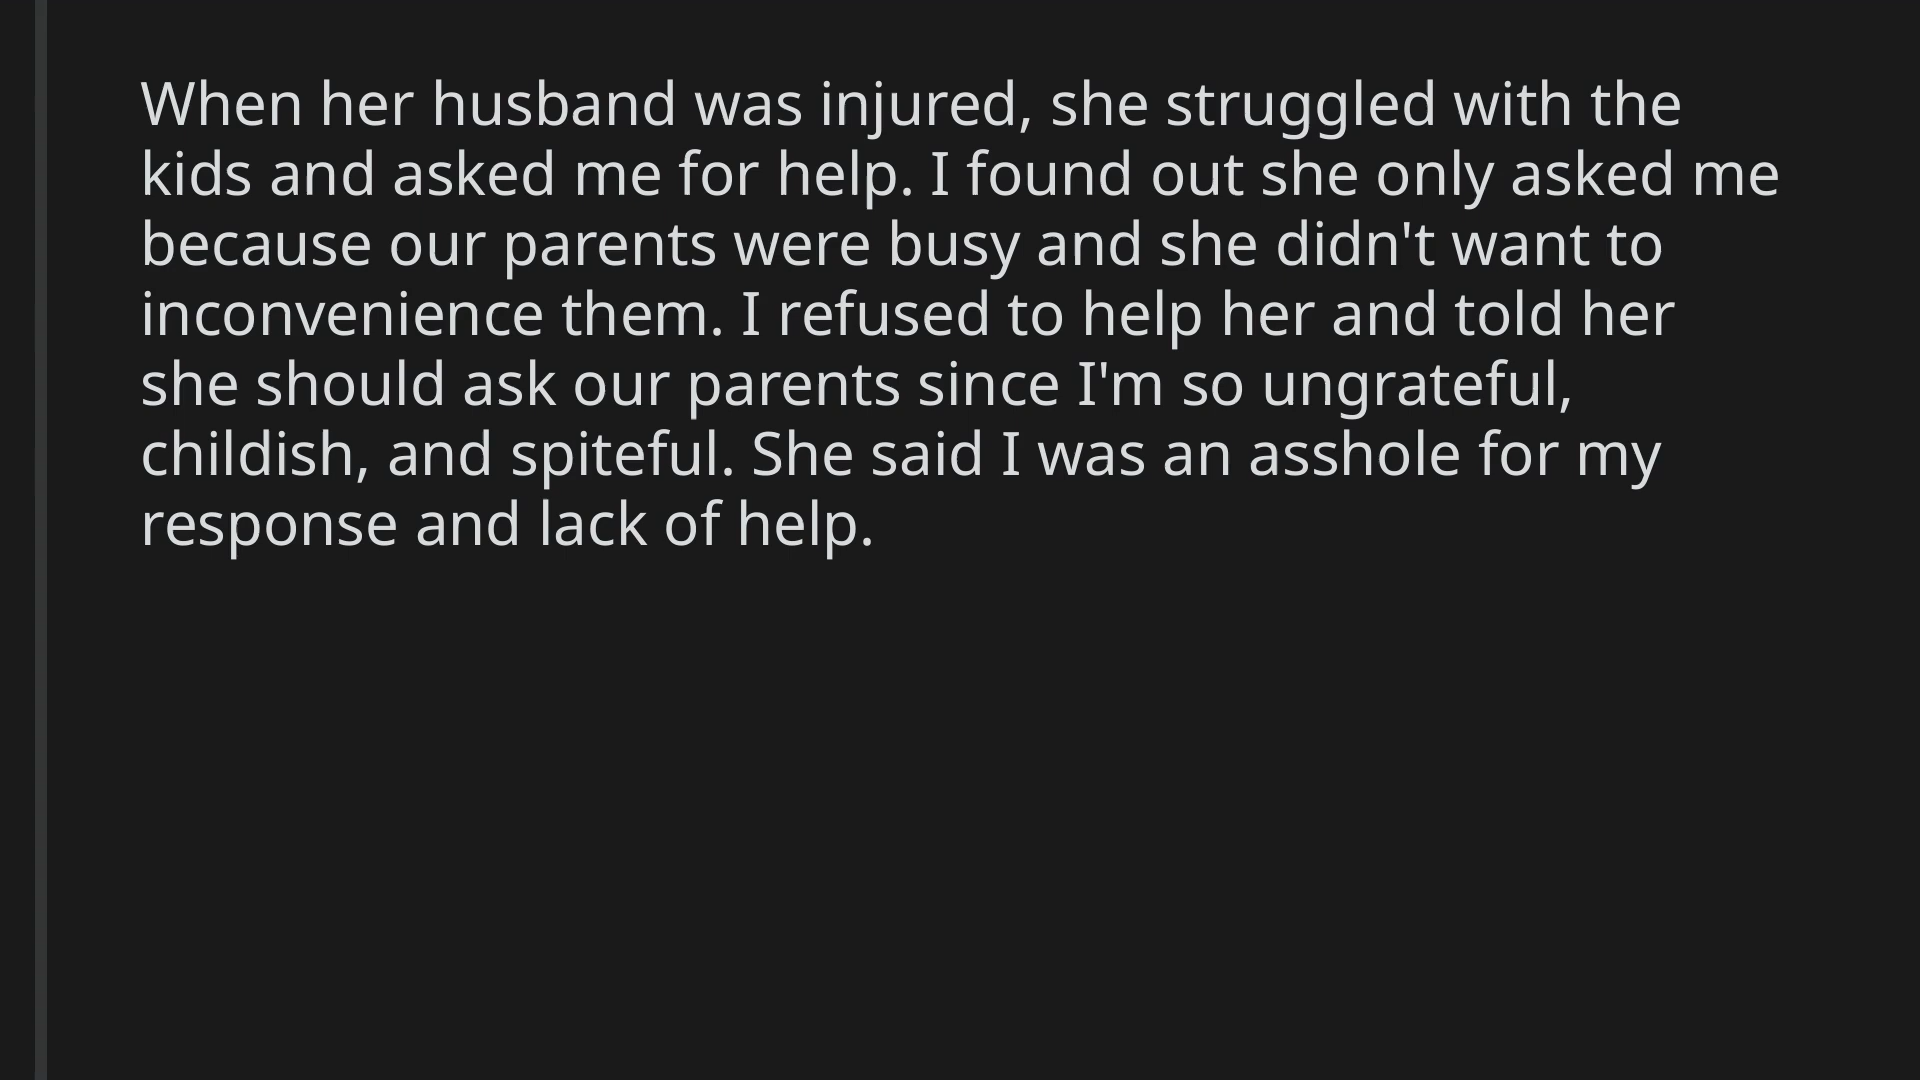 When her husband was injured, she struggled with the
kids and asked me for help. I found out she only asked me
because our parents were busy and she didn't want to
inconvenience them. I refused to help her and told her
she should ask our parents since I'm so ungrateful,
childish, and spiteful. She said I was an asshole for my
response and lack of help.